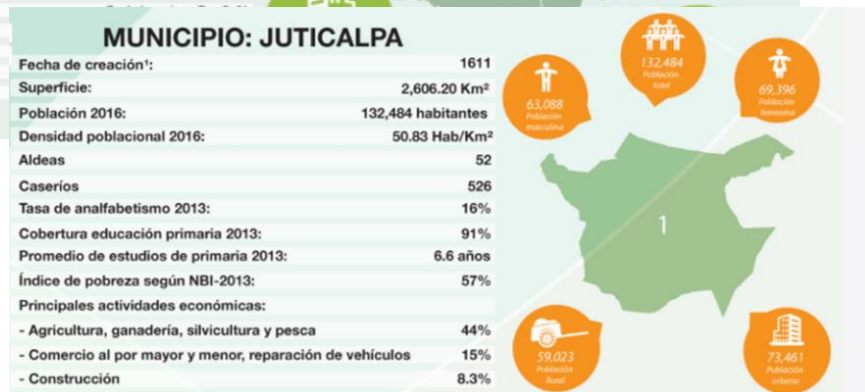 MUNICIPIO: JUTICALPA
Fecha de creación¹: 1611
Superficie: 2,606.20 Km²
Población 2016: 132,484 habitantes
Densidad poblacional 2016: 50.83 Hab/Km²
Aldeas 52
Caseríos 526
Tasa de analfabetismo 2013: 16%
Cobertura educación primaria 2013: 91%
Promedio de estudios de primaria 2013: 6.6 años
Índice de pobreza según NBI-2013: 57%
Principales actividades económicas:
- Agricultura, ganadería, silvicultura y pesca 44%
- Comercio al por mayor y menor, reparación de vehículos 15%
- Construcción 8.3%
132,484
Población
total
63,088
Población
masculina
69,396
Población
femenina
1
59,023
Población
Rural
73,461
Población
urbana